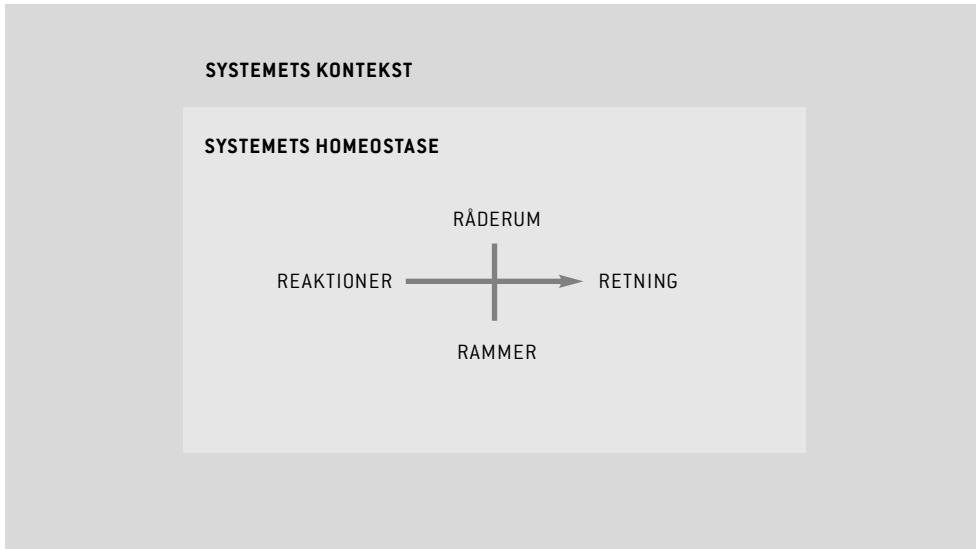 SYSTEMETS KONTEKST
SYSTEMETS HOMEOSTASE
RÅDERUM
REAKTIONER
RETNING
RAMMER